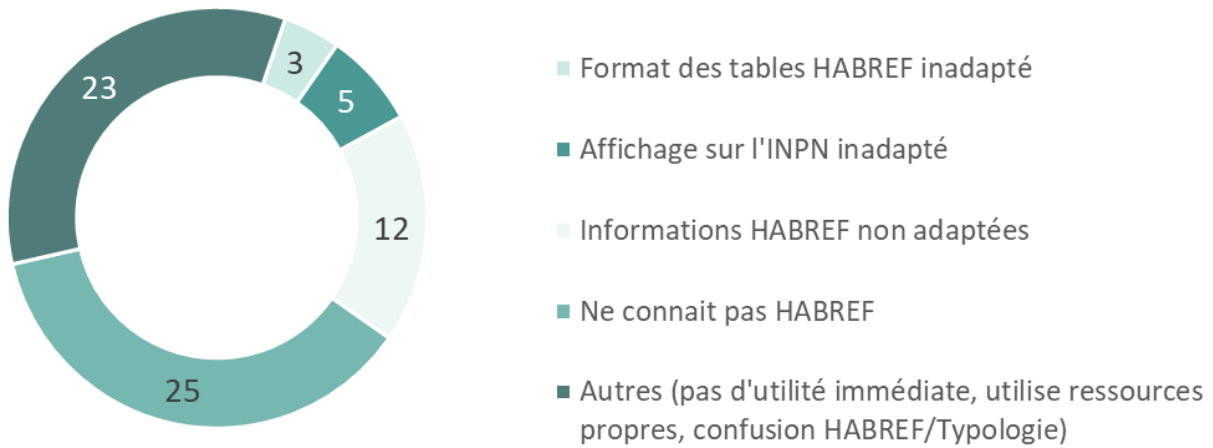 3
5
12
25
23
Format des tables HABREF inadapté
Affichage sur l'INPN inadapté
Informations HABREF non adaptées
Ne connait pas HABREF
Autres (pas d'utilité immédiate, utilise ressources
propres, confusion HABREF/Typologie)